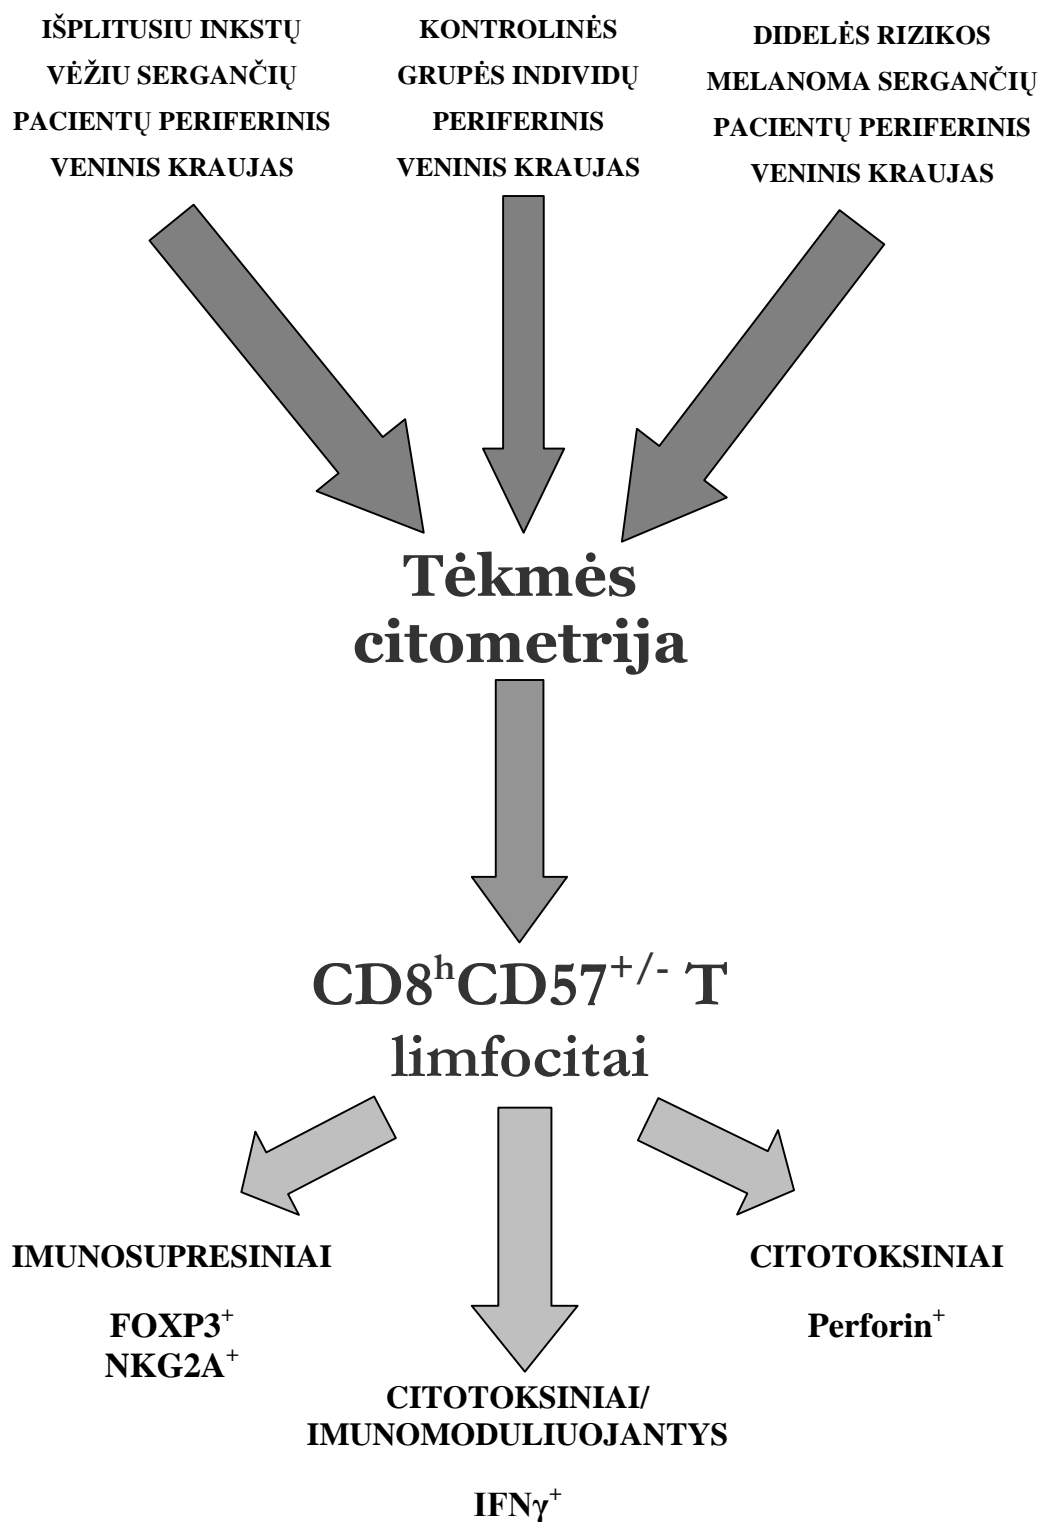 IŠPLITUSIU INKSTŲ
VĖŽIU SERGANČIŲ
PACIENTŲ PERIFERINIS
VENINIS KRAUJAS
KONTROLINĖS
GRUPĖS INDIVIDŲ
PERIFERINIS
VENINIS KRAUJAS
DIDELĖS RIZIKOS
MELANOMA SERGANČIŲ
PACIENTŲ PERIFERINIS
VENINIS KRAUJAS
Tėkmės
citometrija
CD8ʰCD57⁺/⁻ T
limfocitai
IMUNOSUPRESINIAI
FOXP3⁺
NKG2A⁺
CITOTOKSINIAI/
IMUNOMODULIUOJANTYS
IFNγ⁺
CITOTOKSINIAI
Perforin⁺